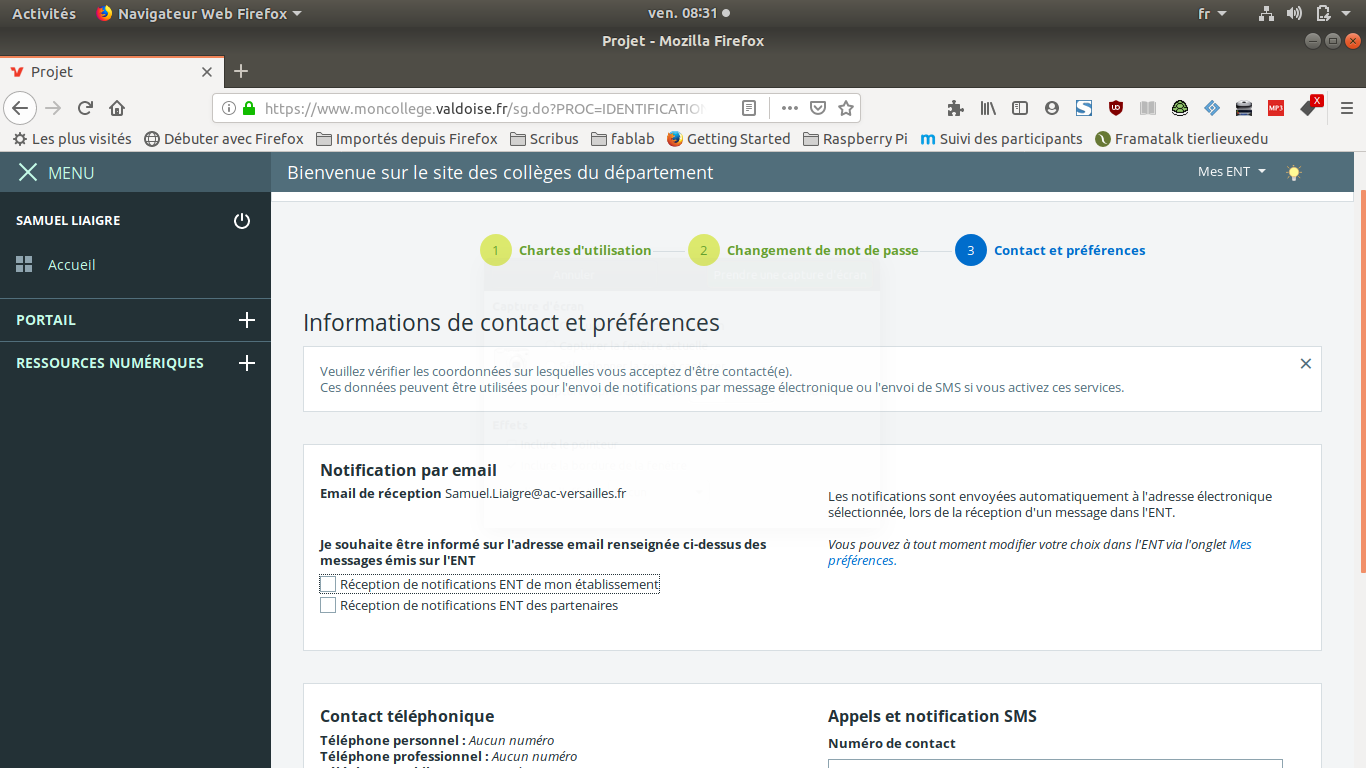 Activités Navigateur Web Firefox ven. 08:31 fr
Projet - Mozilla Firefox
Projet
https://www.moncollege.valdoise.fr/sg.do?PROC=IDENTIFICATION
Les plus visités Débuter avec Firefox Importés depuis Firefox Scribus fablab Getting Started Raspberry Pi Suivi des participants Framatalk tierlieuxedu
MENU Bienvenue sur le site des collèges du département Mes ENT
SAMUEL LIAIGRE
Accueil
PORTAIL
RESSOURCES NUMÉRIQUES
1 Chartes d'utilisation 2 Changement de mot de passe 3 Contact et préférences
Informations de contact et préférences
Veuillez vérifier les coordonnées sur lesquelles vous acceptez d'être contacté(e).
Ces données peuvent être utilisées pour l'envoi de notifications par message électronique ou l'envoi de SMS si vous activez ces services.
Notification par email
Email de réception Samuel.Liaigre@ac-versailles.fr
Je souhaite être informé sur l'adresse email renseignée ci-dessus des
messages émis sur l'ENT
Réception de notifications ENT de mon établissement
Réception de notifications ENT des partenaires
Les notifications sont envoyées automatiquement à l'adresse électronique
sélectionnée, lors de la réception d'un message dans l'ENT.
Vous pouvez à tout moment modifier votre choix dans l'ENT via l'onglet Mes
préférences.
Contact téléphonique
Téléphone personnel : Aucun numéro
Téléphone professionnel : Aucun numéro
Appels et notification SMS
Numéro de contact